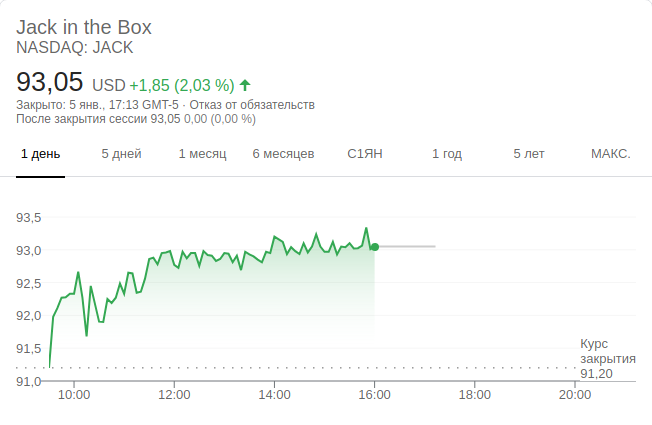 Jack in the Box
NASDAQ: JACK
93,05 USD +1,85 (2,03 %)
Закрыто: 5 янв., 17:13 GMT-5 · Отказ от обязательств
После закрытия сессии 93,05 0,00 (0,00 %)
1 день 5 дней 1 месяц 6 месяцев С1ЯН 1 год 5 лет МАКС.
93,5
93,0
92,5
92,0
91,5
91,0
Курс
закрытия
91,20
10:00 12:00 14:00 16:00 18:00 20:00